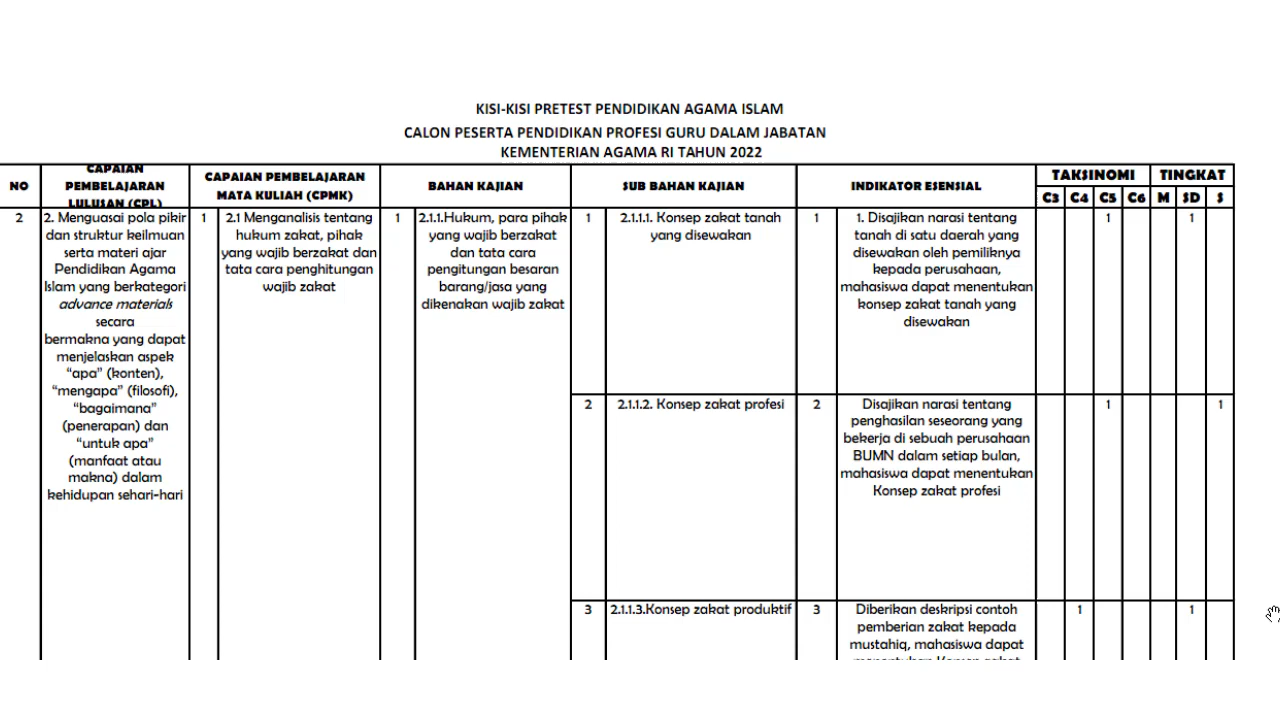 KISI-KISI PRETEST PENDIDIKAN AGAMA ISLAM
CALON PESERTA PENDIDIKAN PROFESI GURU DALAM JABATAN
KEMENTERIAN AGAMA RI TAHUN 2022
NO
CAPAIAN
PEMBELAJARAN
LULUSAN (CPL)
CAPAIAN PEMBELAJARAN
MATA KULIAH (CPMK)
BAHAN KAJIAN
SUB BAHAN KAJIAN
INDIKATOR ESENSIAL
TAKSINOMI
TINGKAT
C3 C4 C5 C6 M SD S
2
2. Menguasai pola pikir
dan struktur keilmuan
serta materi ajar
Pendidikan Agama
Islam yang berkategori
advance materials
secara
bermakna yang dapat
menjelaskan aspek
“apa” (konten),
“mengapa” (filosofi),
“bagaimana”
(penerapan) dan
“untuk apa”
(manfaat atau
makna) dalam
kehidupan sehari-hari
1
2.1 Menganalisis tentang
hukum zakat, pihak
yang wajib berzakat dan
tata cara penghitungan
wajib zakat
1
2.1.1.Hukum, para pihak
yang wajib berzakat
dan tata cara
pengitungan besaran
barang/jasa yang
dikenakan wajib zakat
1
2.1.1.1. Konsep zakat tanah
yang disewakan
1
1. Disajikan narasi tentang
tanah di satu daerah yang
disewakan oleh pemiliknya
kepada perusahaan,
mahasiswa dapat menentukan
konsep zakat tanah yang
disewakan
1
1
2
2.1.1.2. Konsep zakat profesi
2
Disajikan narasi tentang
penghasilan seseorang yang
bekerja di sebuah perusahaan
BUMN dalam setiap bulan,
mahasiswa dapat menentukan
Konsep zakat profesi
1
1
3
2.1.1.3.Konsep zakat produktif
3
Diberikan deskripsi contoh
pemberian zakat kepada
mustahiq, mahasiswa dapat
menentukan Konsep zakat
1
1